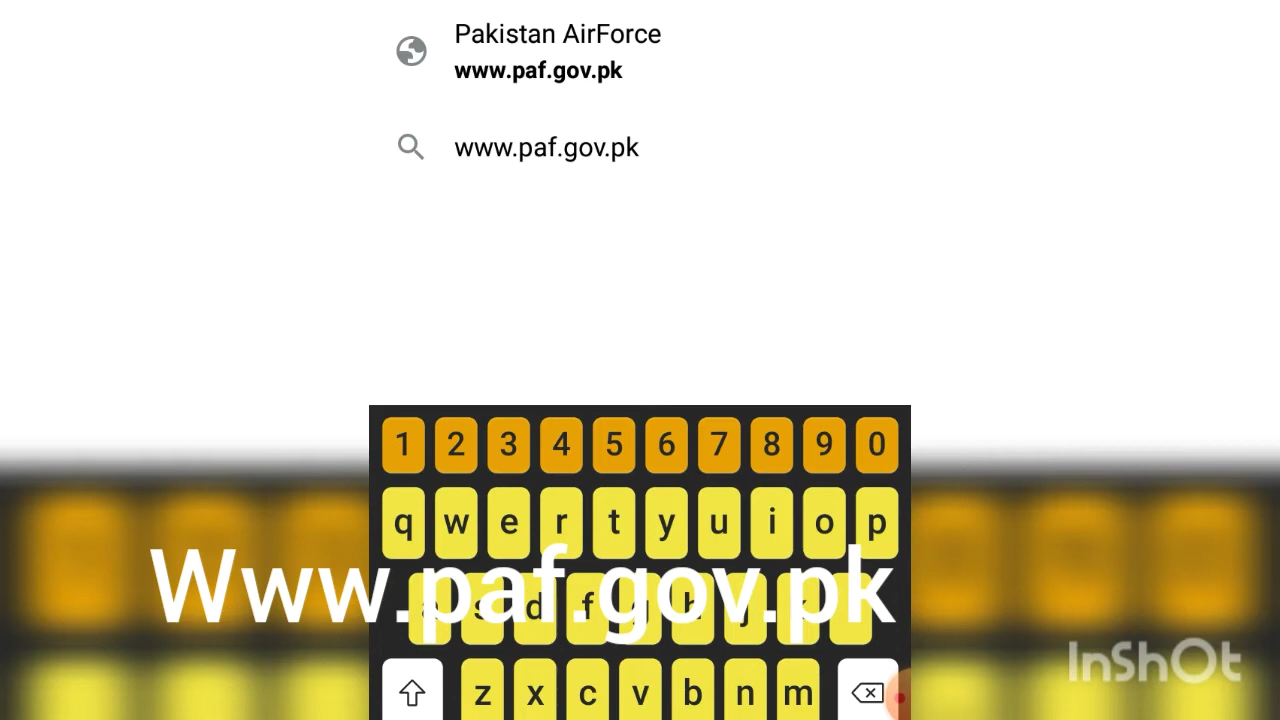 Pakistan AirForce
www.paf.gov.pk
www.paf.gov.pk
1 2 3 4 5 6 7 8 9 0
q w e r t y u i o p
Www.paf.gov.pk
s d f g h j k
z x c v b n m
InShOt